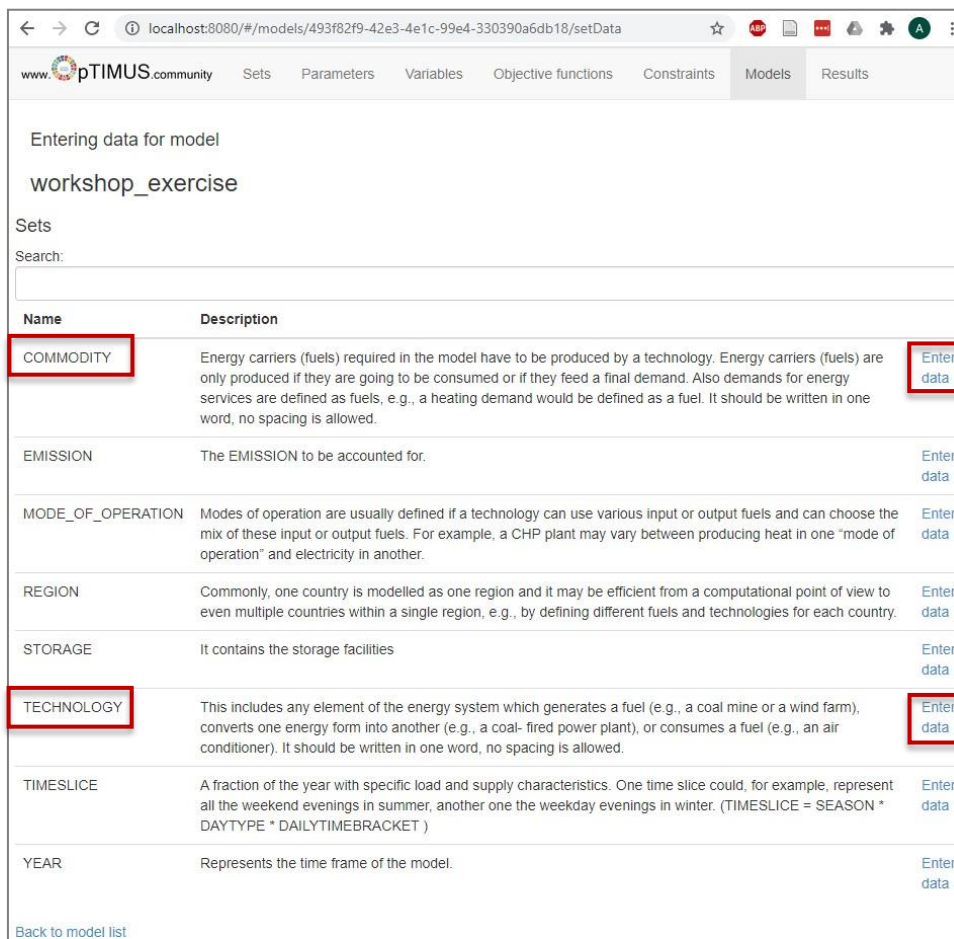 localhost:8080/#/models/493f82f9-42e3-4e1c-99e4-330390a6db18/setData
ABP
A
www.OpTIMUS.community Sets Parameters Variables Objective functions Constraints Models Results
Entering data for model
workshop_exercise
Sets
Search:
Name Description
COMMODITY Energy carriers (fuels) required in the model have to be produced by a technology. Energy carriers (fuels) are Enter
only produced if they are going to be consumed or if they feed a final demand. Also demands for energy data
services are defined as fuels, e.g., a heating demand would be defined as a fuel. It should be written in one
word, no spacing is allowed.
EMISSION The EMISSION to be accounted for. Enter
data
MODE_OF_OPERATION Modes of operation are usually defined if a technology can use various input or output fuels and can choose the Enter
mix of these input or output fuels. For example, a CHP plant may vary between producing heat in one “mode of data
operation” and electricity in another.
REGION Commonly, one country is modelled as one region and it may be efficient from a computational point of view to Enter
even multiple countries within a single region, e.g., by defining different fuels and technologies for each country. data
STORAGE It contains the storage facilities Enter
data
TECHNOLOGY This includes any element of the energy system which generates a fuel (e.g., a coal mine or a wind farm), Enter
converts one energy form into another (e.g., a coal- fired power plant), or consumes a fuel (e.g., an air data
conditioner). It should be written in one word, no spacing is allowed.
TIMESLICE A fraction of the year with specific load and supply characteristics. One time slice could, for example, represent Enter
all the weekend evenings in summer, another one the weekday evenings in winter. (TIMESLICE = SEASON * data
DAYTYPE * DAILYTIMEBRACKET )
YEAR Represents the time frame of the model. Enter
data
Back to model list